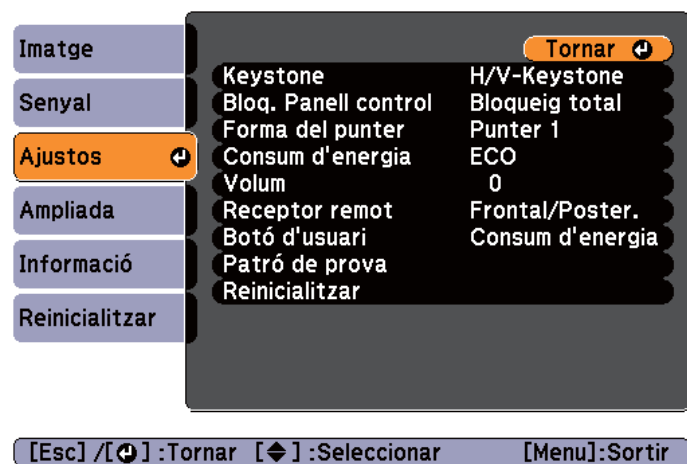 Imatge
Senyal
Ajustos
Ampliada
Informació
Reinicialitzar
Tornar
Keystone H/V-Keystone
Bloq. Panell control Bloqueig total
Forma del punter Punter 1
Consum d'energia ECO
Volum 0
Receptor remot Frontal/Poster.
Botó d'usuari Consum d'energia
Patró de prova
Reinicialitzar
[Esc] /[ ] :Tornar [ ] :Seleccionar [Menu]:Sortir